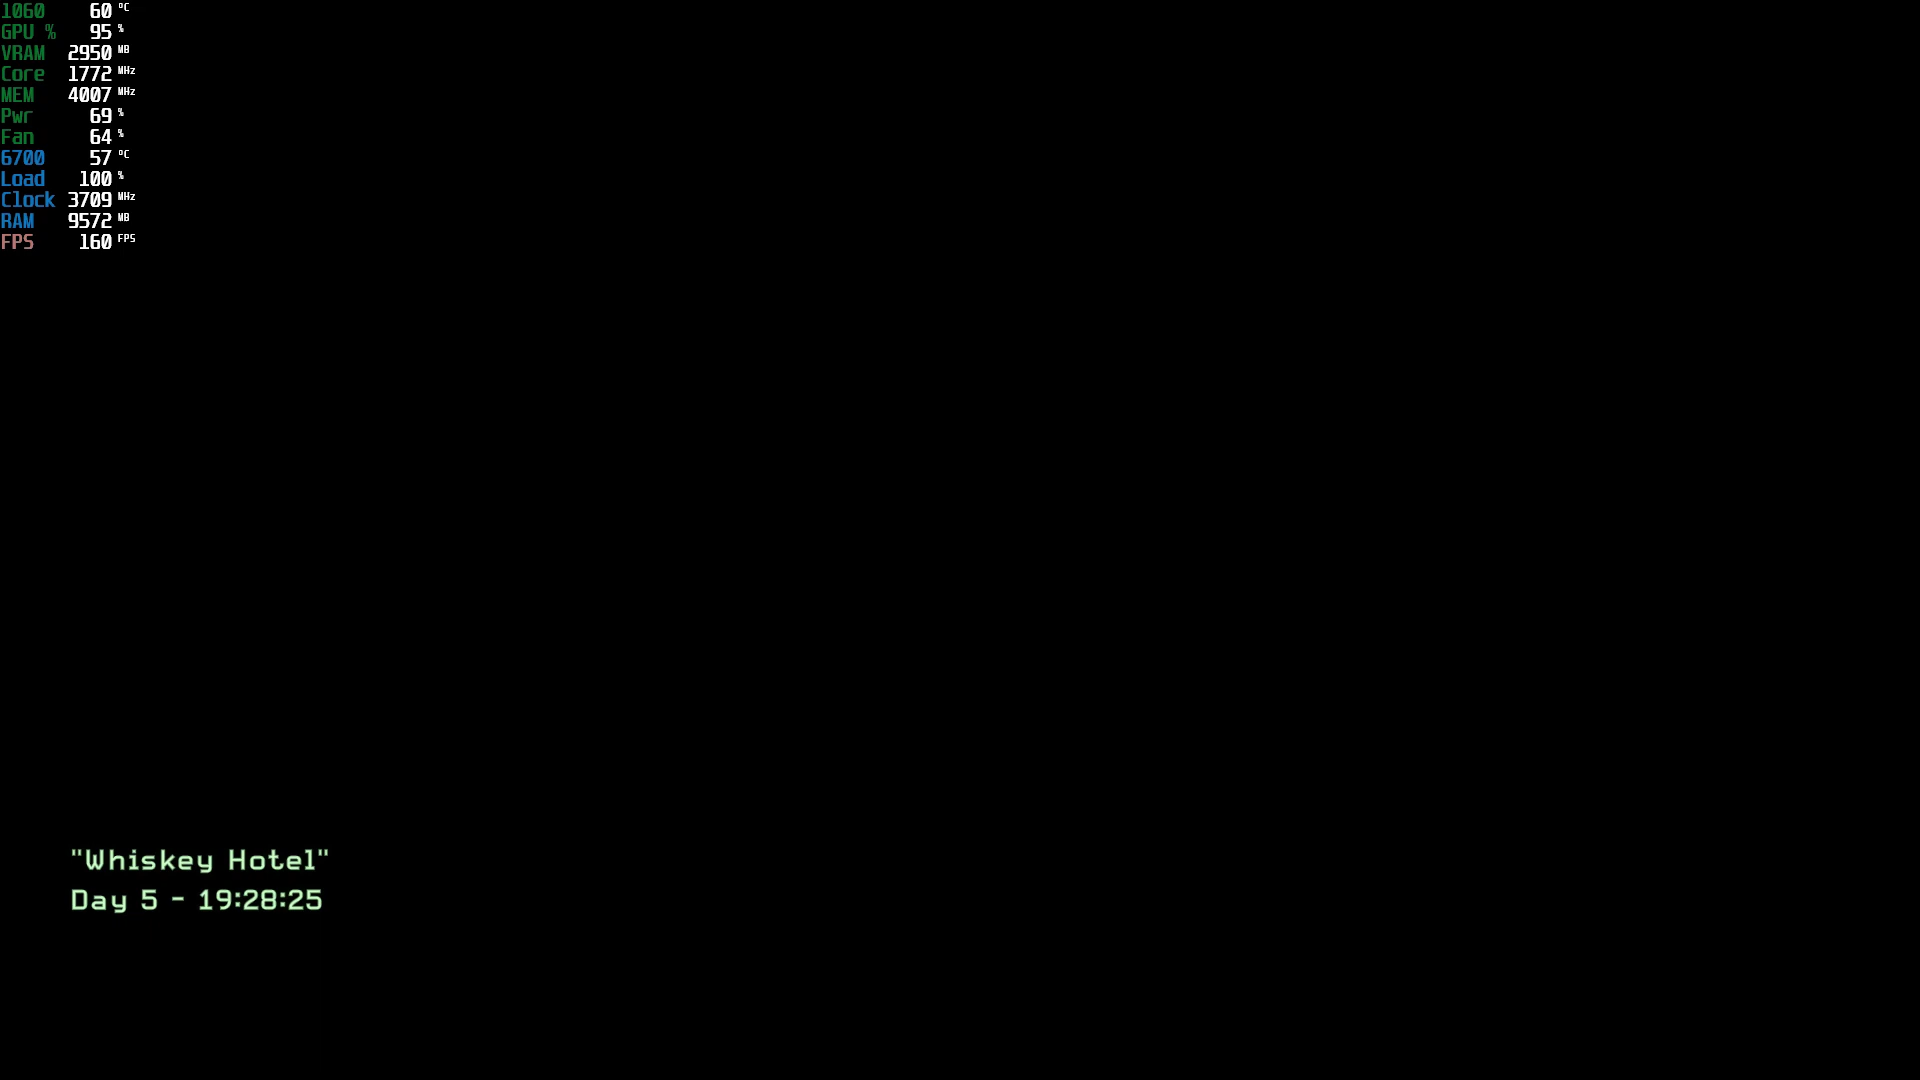 1060 60 °C
GPU % 95 %
VRAM 2950 MB
Core 1772 MHz
MEM 4007 MHz
Pwr 69 %
Fan 64 %
6700 57 °C
Load 100 %
Clock 3709 MHz
RAM 9572 MB
FPS 160 FPS
"Whiskey Hotel"
Day 5 - 19:28:25